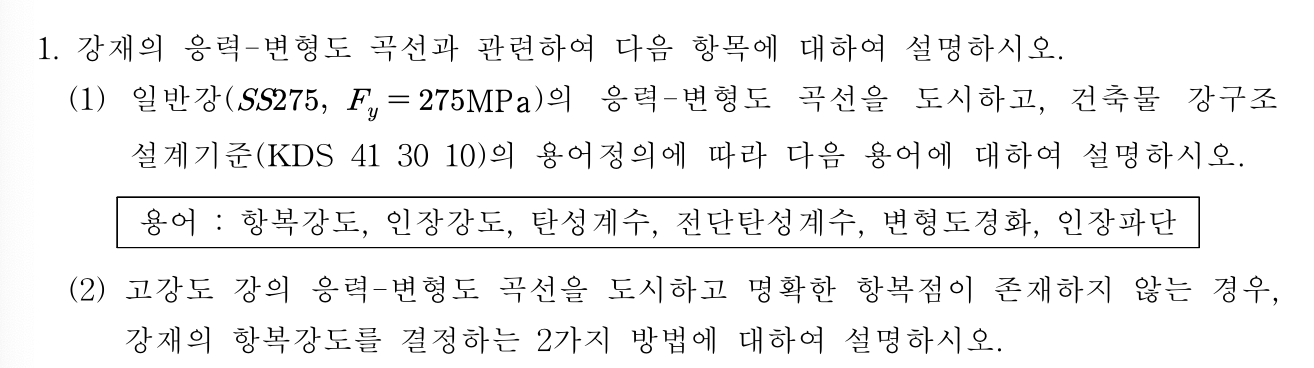 1. 강재의 응력-변형도 곡선과 관련하여 다음 항목에 대하여 설명하시오.
(1) 일반강(SS275, F_y = 275MPa)의 응력-변형도 곡선을 도시하고, 건축물 강구조
설계기준(KDS 41 30 10)의 용어정의에 따라 다음 용어에 대하여 설명하시오.
용어 : 항복강도, 인장강도, 탄성계수, 전단탄성계수, 변형도경화, 인장파단
(2) 고강도 강의 응력-변형도 곡선을 도시하고 명확한 항복점이 존재하지 않는 경우,
강재의 항복강도를 결정하는 2가지 방법에 대하여 설명하시오.